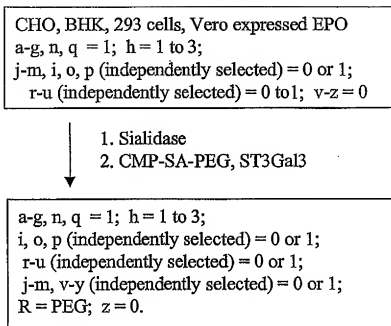 CHO, BHK, 293 cells, Vero expressed EPO
a-g, n, q = 1; h = 1 to 3;
j-m, i, o, p (independently selected) = 0 or 1;
r-u (independently selected) = 0 to1; v-z = 0
1. Sialidase
2. CMP-SA-PEG, ST3Gal3
a-g, n, q = 1; h = 1 to 3;
i, o, p (independently selected) = 0 or 1;
r-u (independently selected) = 0 or 1;
j-m, v-y (independently selected) = 0 or 1;
R = PEG; z = 0.